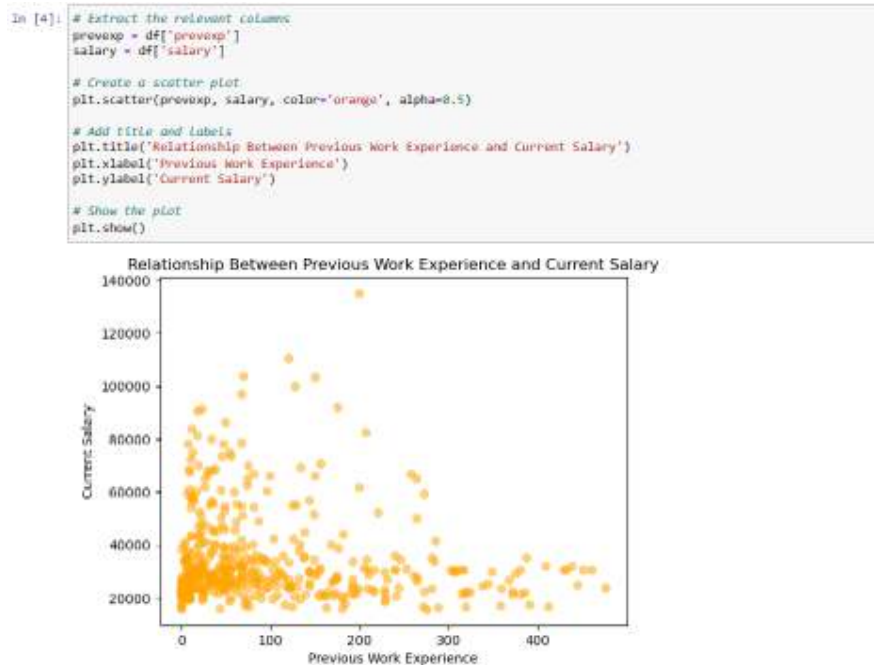 In [4]:
# Extract the relevant columns
prevexp = df['prevexp']
salary = df['salary']
# Create a scatter plot
plt.scatter(prevexp, salary, color='orange', alpha=0.5)
# Add title and labels
plt.title('Relationship Between Previous Work Experience and Current Salary')
plt.xlabel('Previous Work Experience')
plt.ylabel('Current Salary')
# Show the plot
plt.show()
Relationship Between Previous Work Experience and Current Salary
140000
120000
100000
80000
60000
40000
20000
Current Salary
0 100 200 300 400
Previous Work Experience